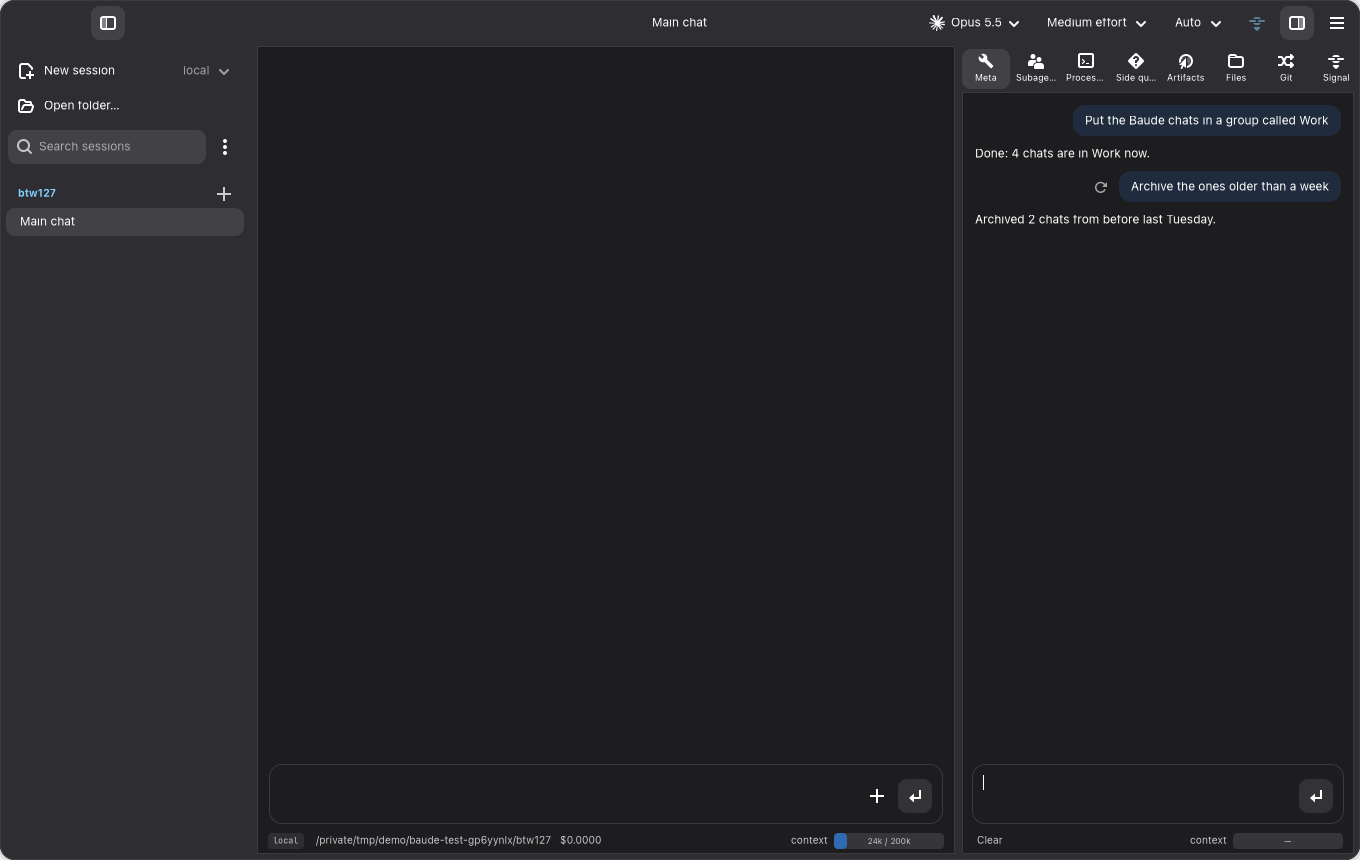 Main chat
Opus 5.5
Medium effort
Auto
New session
local
Open folder...
Search sessions
btw127
Main chat
Meta
Subage...
Proces...
Side qu...
Artifacts
Files
Git
Signal
Put the Baude chats in a group called Work
Done: 4 chats are in Work now.
Archive the ones older than a week
Archived 2 chats from before last Tuesday.
local
/private/tmp/demo/baude-test-gp6yynlx/btw127
$0.0000
context
24k / 200k
Clear
context
—